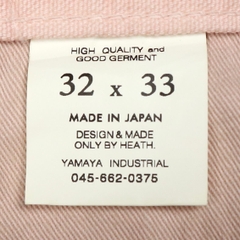 HIGH QUALITY and
GOOD GERMENT
32 x 33
MADE IN JAPAN
DESIGN & MADE
ONLY BY HEATH.
YAMAYA INDUSTRIAL
045-662-0375